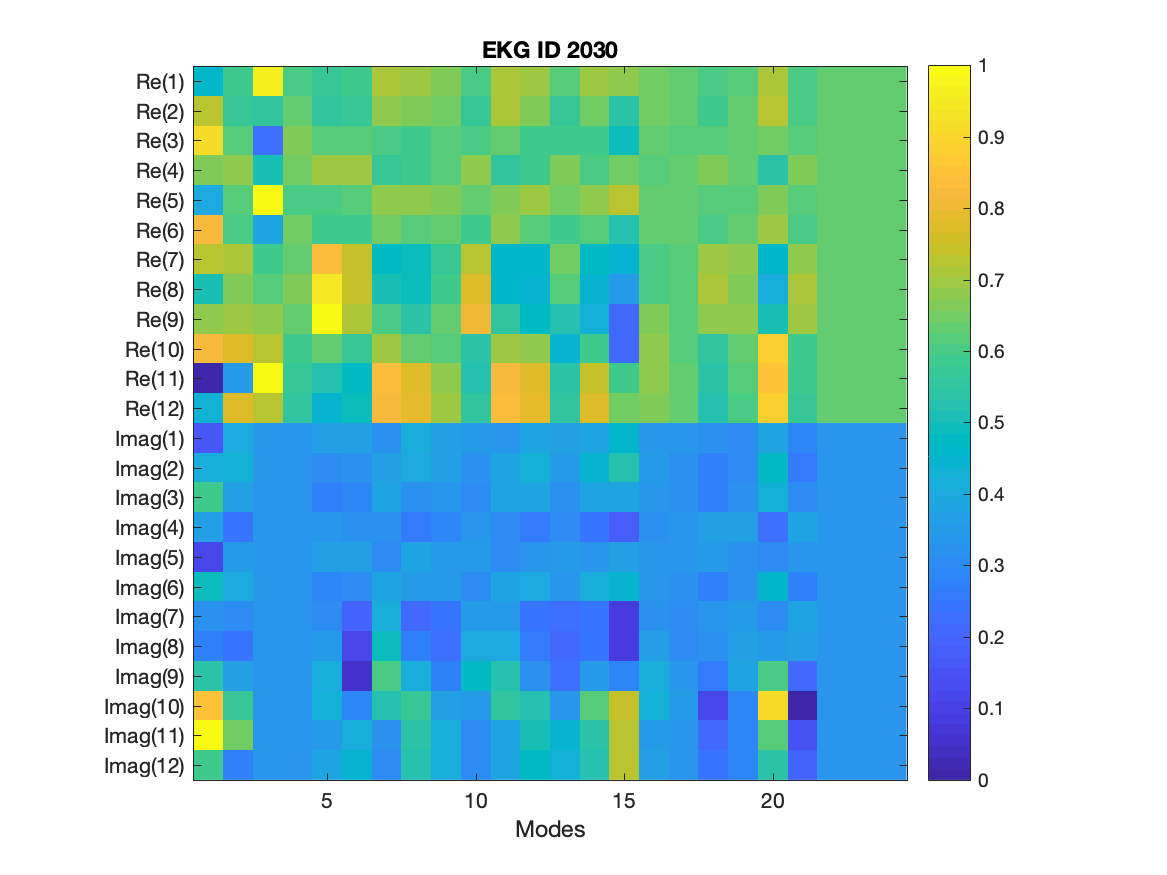 EKG ID 2030
Re(1)
Re(2)
Re(3)
Re(4)
Re(5)
Re(6)
Re(7)
Re(8)
Re(9)
Re(10)
Re(11)
Re(12)
Imag(1)
Imag(2)
Imag(3)
Imag(4)
Imag(5)
Imag(6)
Imag(7)
Imag(8)
Imag(9)
Imag(10)
Imag(11)
Imag(12)
5 10 15 20
Modes
1
0.9
0.8
0.7
0.6
0.5
0.4
0.3
0.2
0.1
0